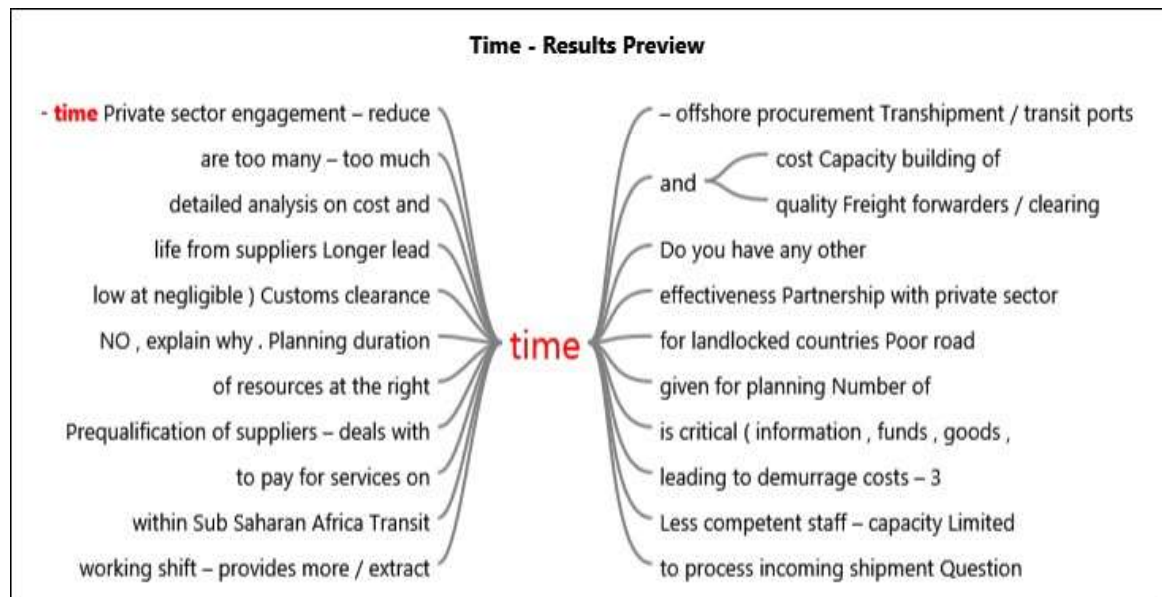 Time - Results Preview
- time Private sector engagement – reduce
are too many – too much
detailed analysis on cost and
life from suppliers Longer lead
low at negligible ) Customs clearance
NO , explain why . Planning duration
of resources at the right
Prequalification of suppliers – deals with
to pay for services on
within Sub Saharan Africa Transit
working shift – provides more / extract
time
– offshore procurement Transhipment / transit ports
and
cost Capacity building of
quality Freight forwarders / clearing
Do you have any other
effectiveness Partnership with private sector
for landlocked countries Poor road
given for planning Number of
is critical ( information , funds , goods ,
leading to demurrage costs – 3
Less competent staff – capacity Limited
to process incoming shipment Question